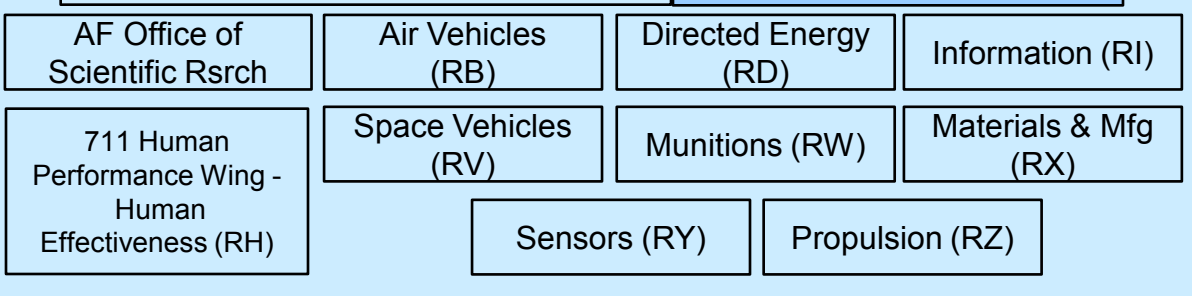 AF Office of
Scientific Rsrch
Air Vehicles
(RB)
Directed Energy
(RD)
Information (RI)
711 Human
Performance Wing -
Human
Effectiveness (RH)
Space Vehicles
(RV)
Munitions (RW)
Materials & Mfg
(RX)
Sensors (RY)
Propulsion (RZ)